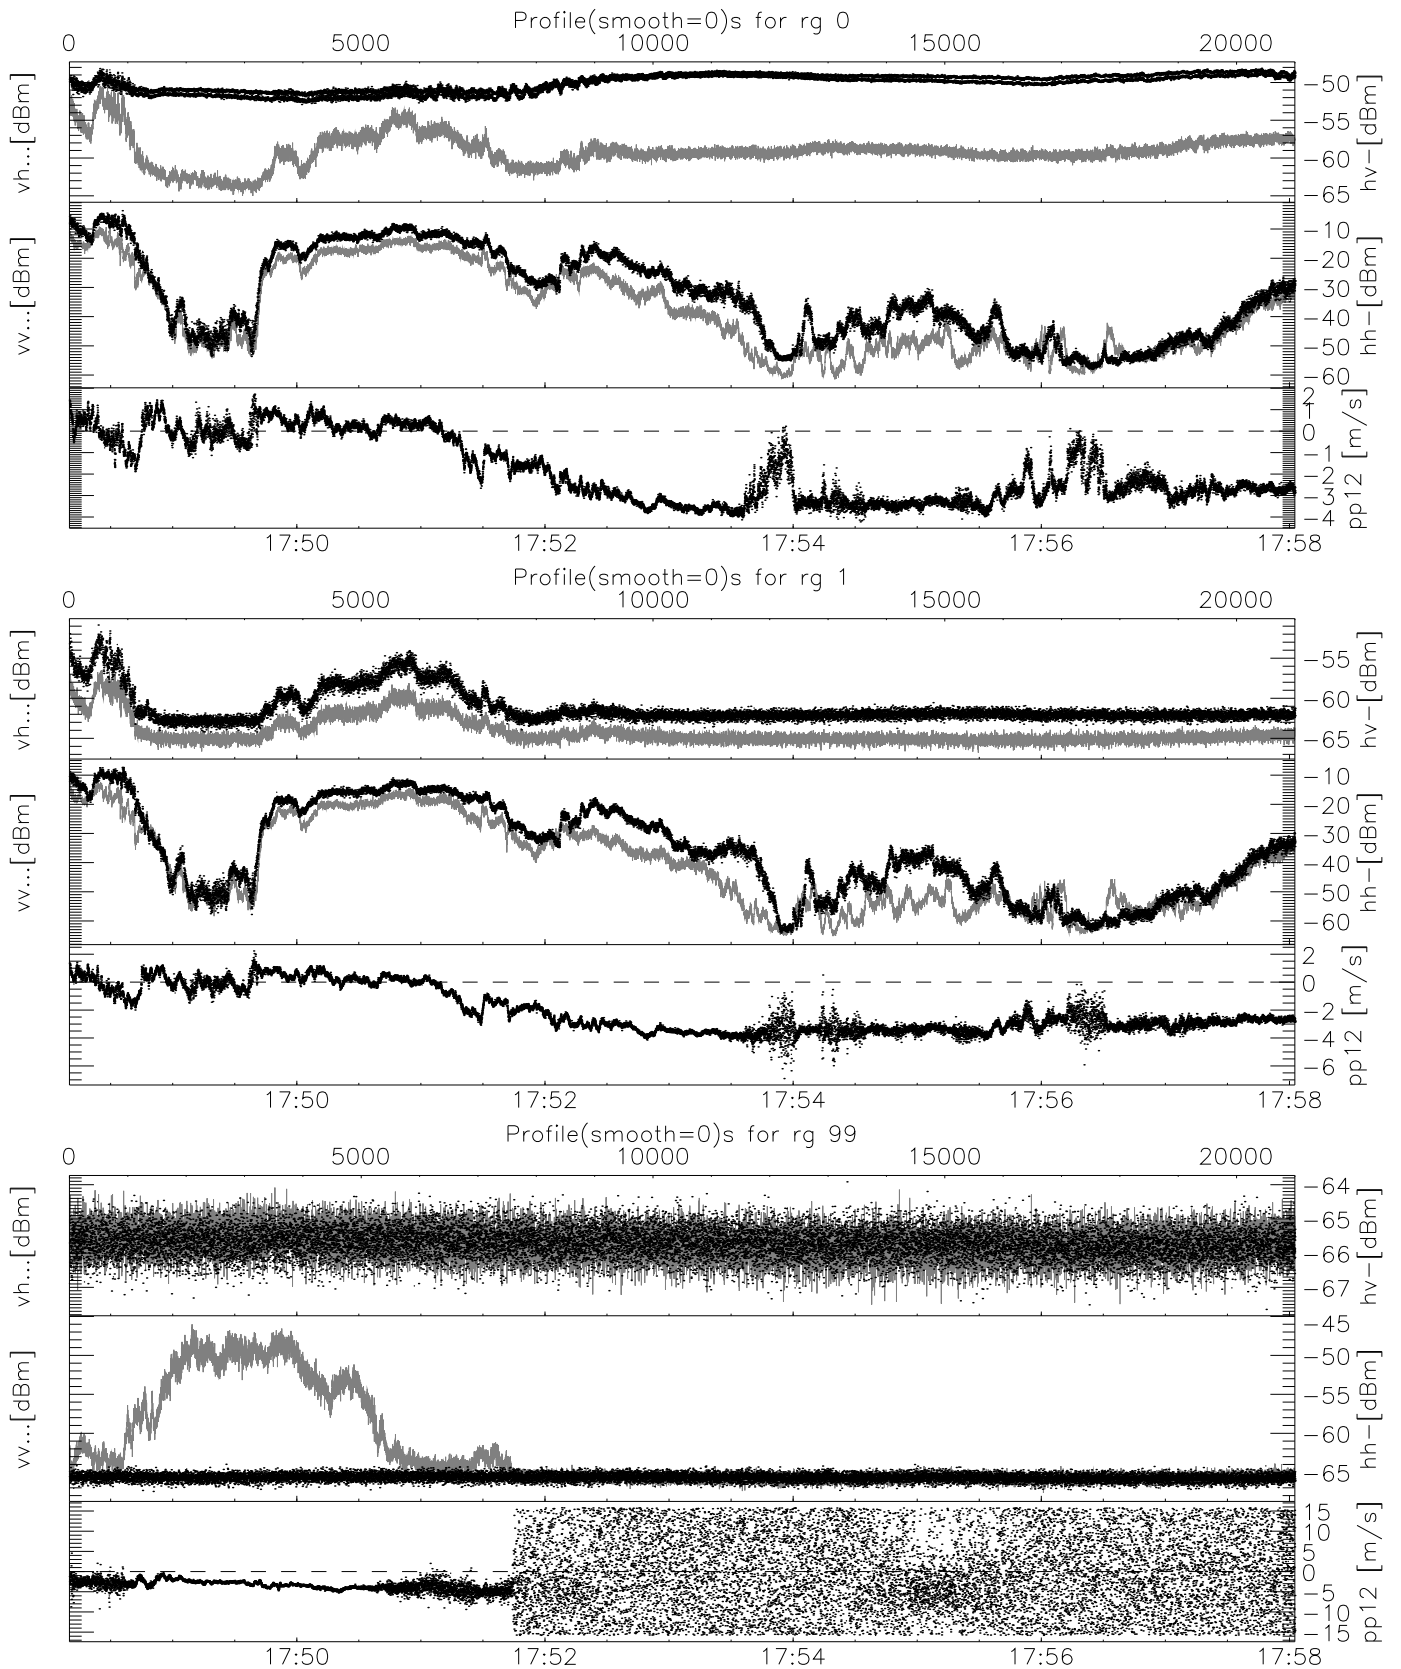 Profile(smooth=0)s for rg 0
0 5000 10000 15000 20000
vh...[dBm]
-50
-55
-60
-65
hv-[dBm]
vv...[dBm]
-10
-20
-30
-40
-50
-60
hh-[dBm]
2
1
0
-1
-2
-3
-4
pp12 [m/s]
17:50 17:52 17:54 17:56 17:58
Profile(smooth=0)s for rg 1
0 5000 10000 15000 20000
vh...[dBm]
-55
-60
-65
hv-[dBm]
vv...[dBm]
-10
-20
-30
-40
-50
-60
hh-[dBm]
2
0
-2
-4
-6
pp12 [m/s]
17:50 17:52 17:54 17:56 17:58
Profile(smooth=0)s for rg 99
0 5000 10000 15000 20000
vh...[dBm]
-64
-65
-66
-67
hv-[dBm]
vv...[dBm]
-45
-50
-55
-60
-65
hh-[dBm]
15
10
5
0
-5
-10
-15
pp12 [m/s]
17:50 17:52 17:54 17:56 17:58